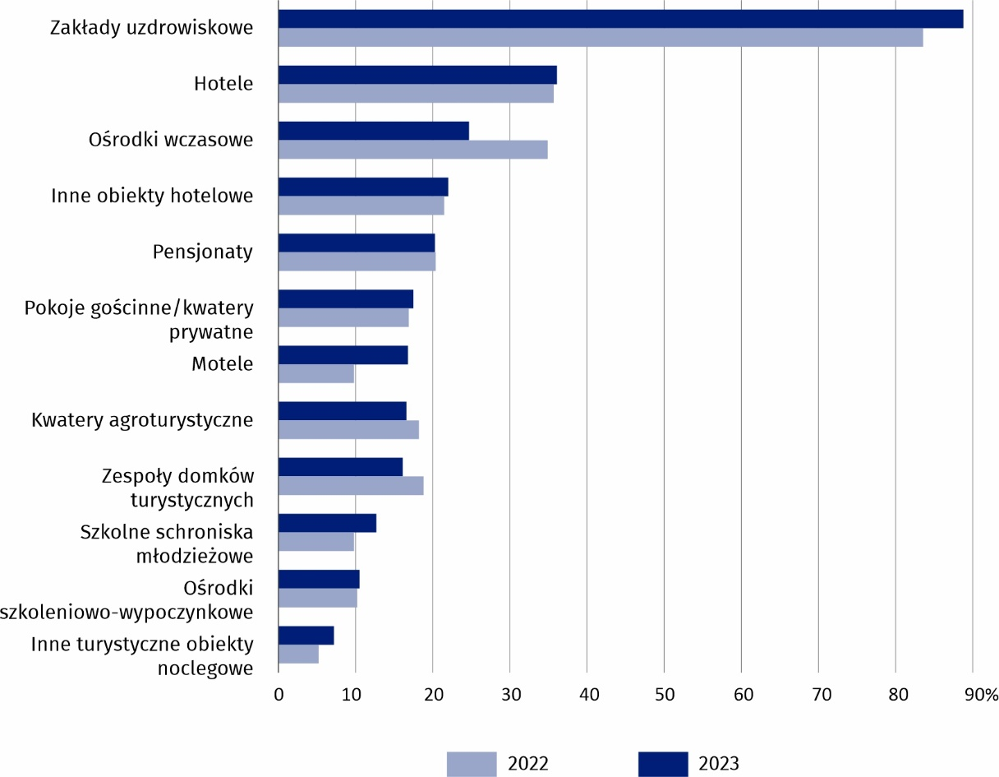 Zakłady uzdrowiskowe
Hotele
Ośrodki wczasowe
Inne obiekty hotelowe
Pensjonaty
Pokoje gościnne/kwatery
prywatne
Motele
Kwatery agroturystyczne
Zespoły domków
turystycznych
Szkolne schroniska
młodzieżowe
Ośrodki
szkoleniowo-wypoczynkowe
Inne turystyczne obiekty
noclegowe
0 10 20 30 40 50 60 70 80 90%
2022 2023